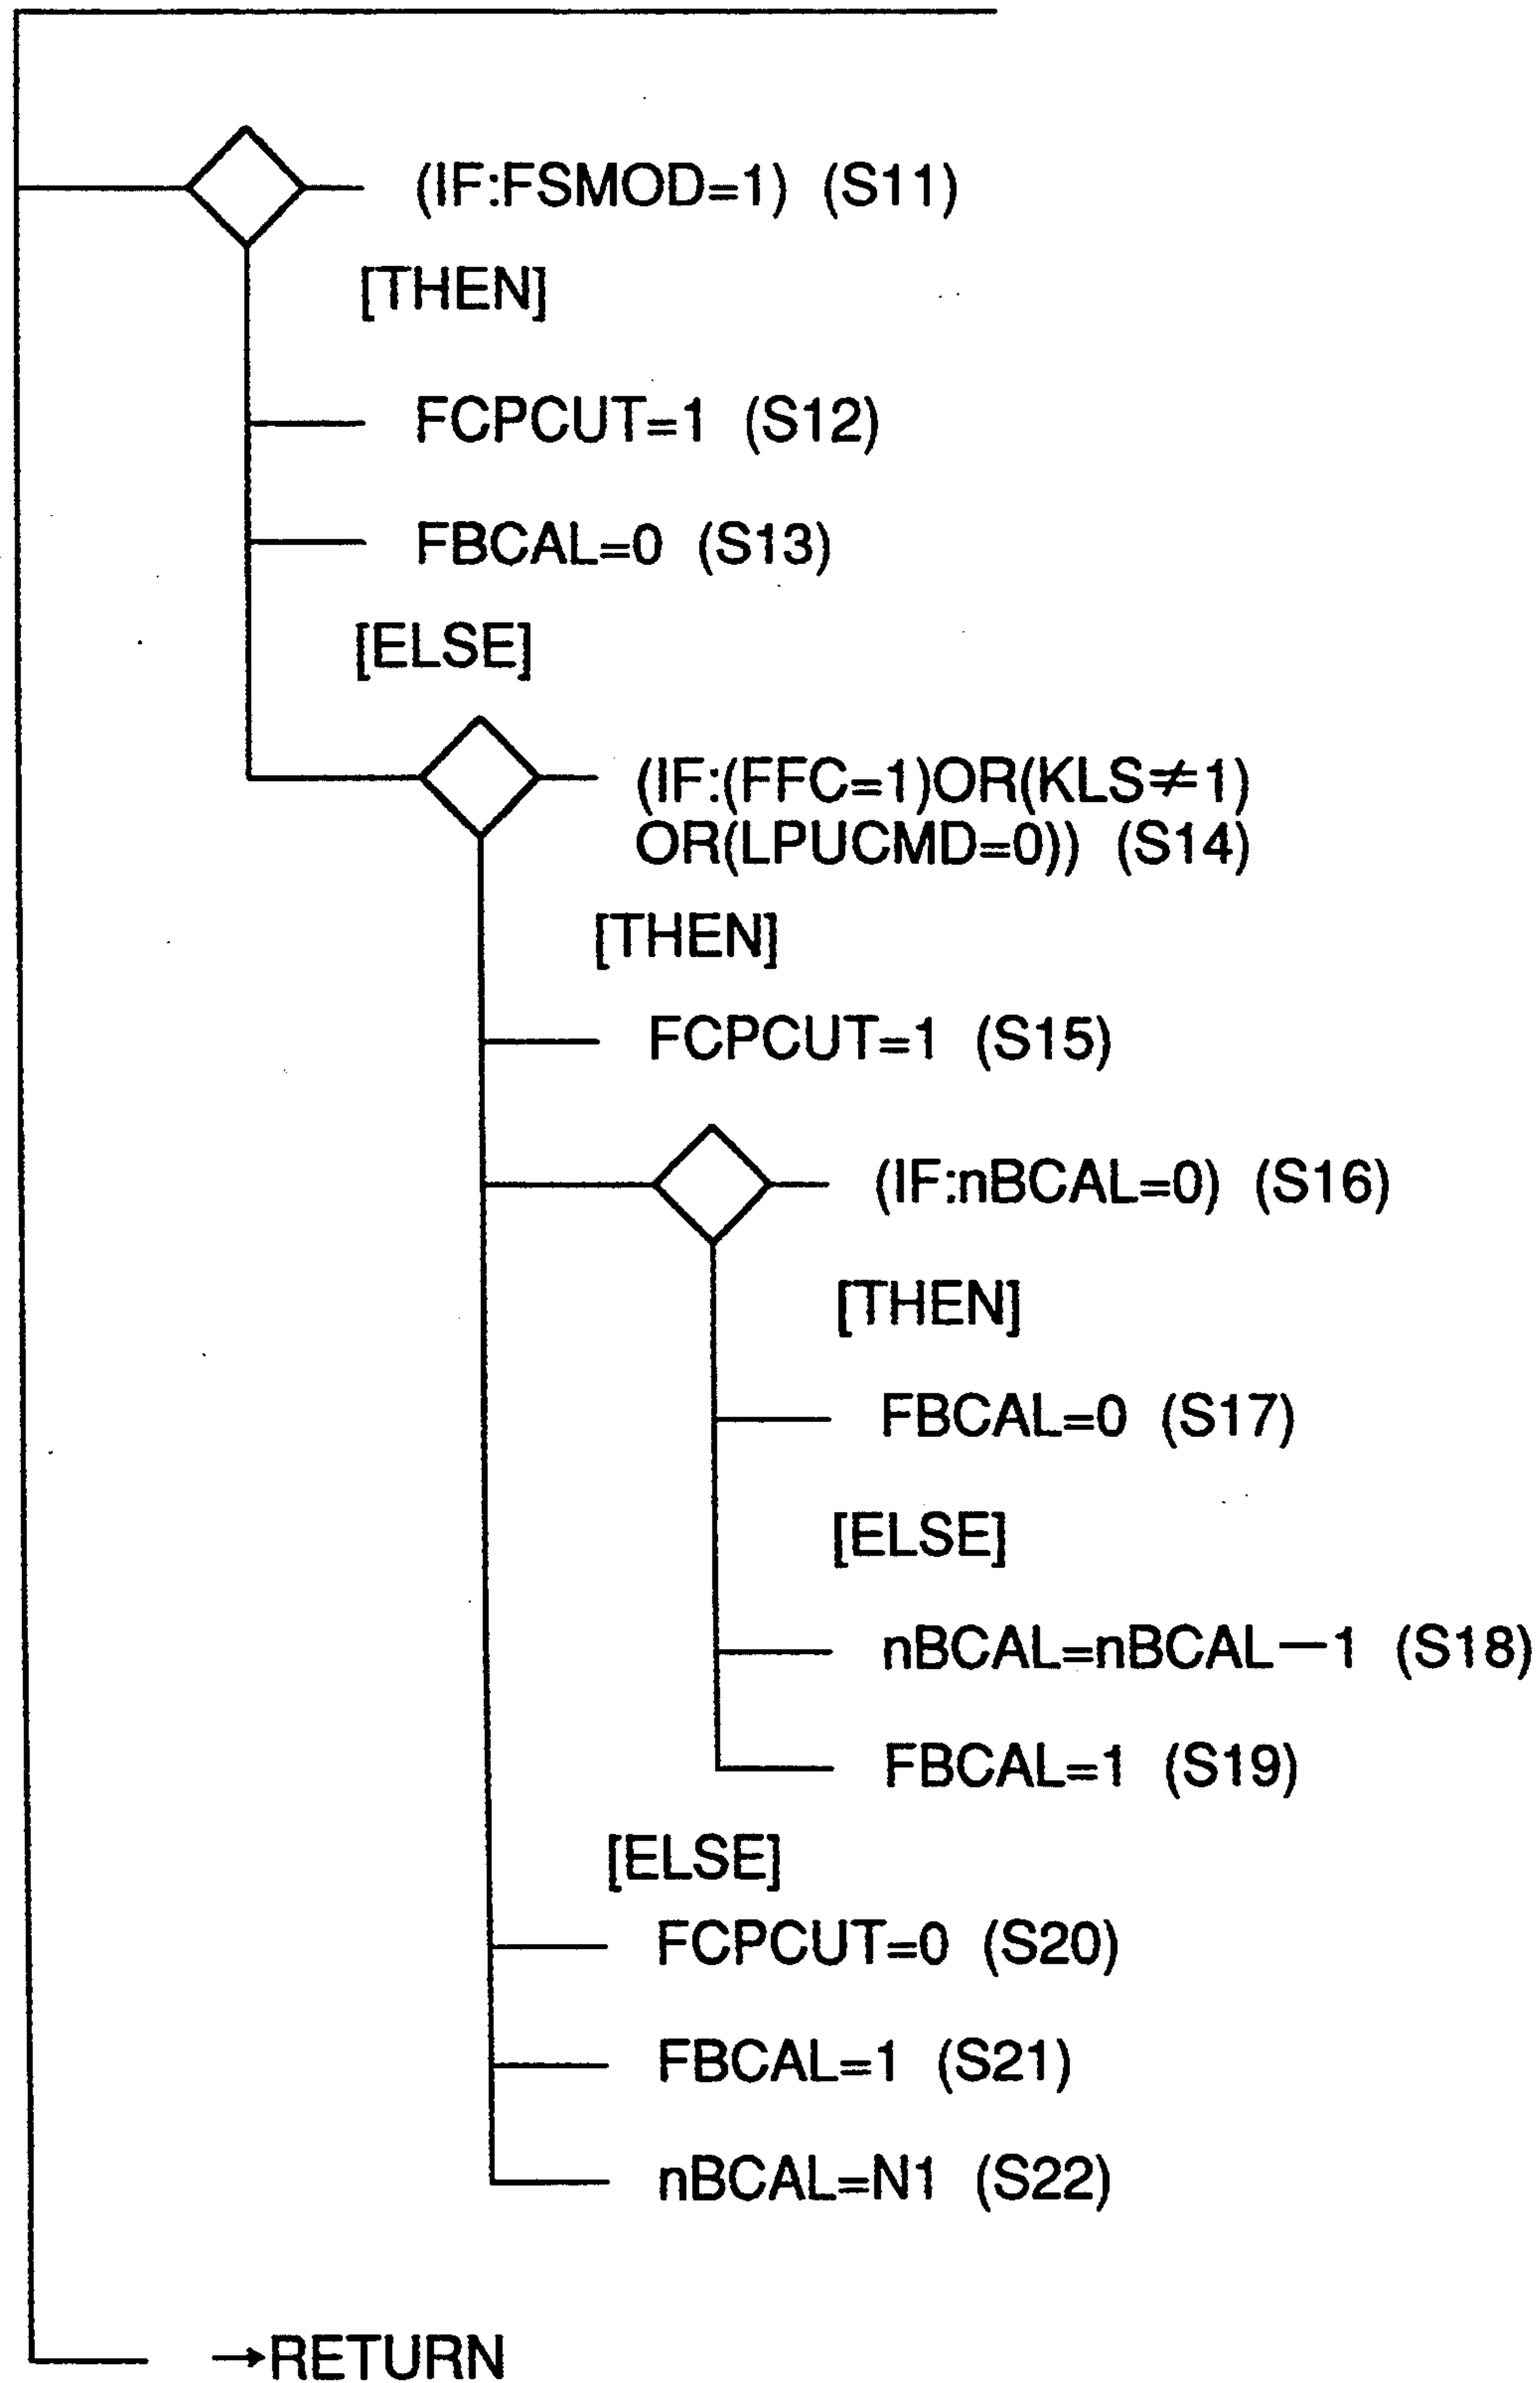 (IF:FSMOD=1) (S11)
[THEN]
FCPCUT=1 (S12)
FBCAL=0 (S13)
[ELSE]
(IF:(FFC=1)OR(KLS≠1)
OR(LPUCMD=0)) (S14)
[THEN]
FCPCUT=1 (S15)
(IF:nBCAL=0) (S16)
[THEN]
FBCAL=0 (S17)
[ELSE]
nBCAL=nBCAL—1 (S18)
FBCAL=1 (S19)
[ELSE]
FCPCUT=0 (S20)
FBCAL=1 (S21)
nBCAL=N1 (S22)
→RETURN